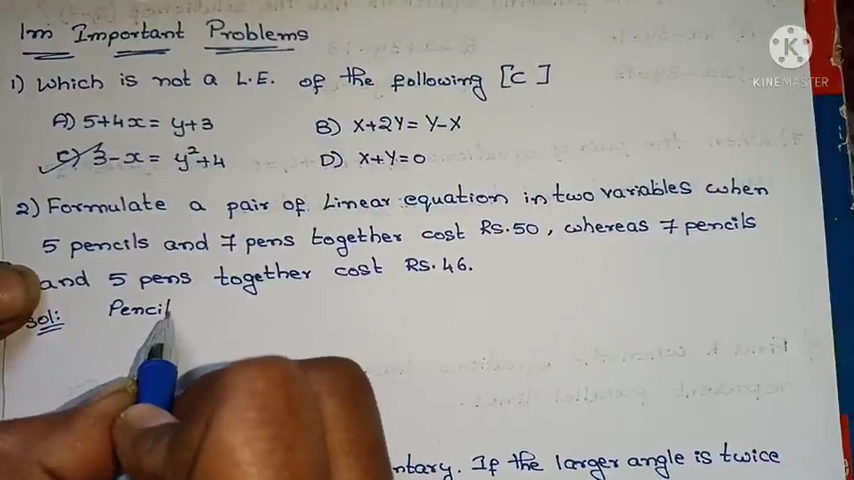 Im Important Problems
1) Which is not a L.E. of the following [C]
A) 5+4x = y+3
B) x+2y = y-x
C) 3-x = y²+4
D) x+y=0
2) Formulate a pair of Linear equation in two variables when
5 pencils and 7 pens together cost Rs.50, whereas 7 pencils
and 5 pens together cost Rs.46.
Sol: Pencil
ntary. If the larger angle is twice
KINEMASTER